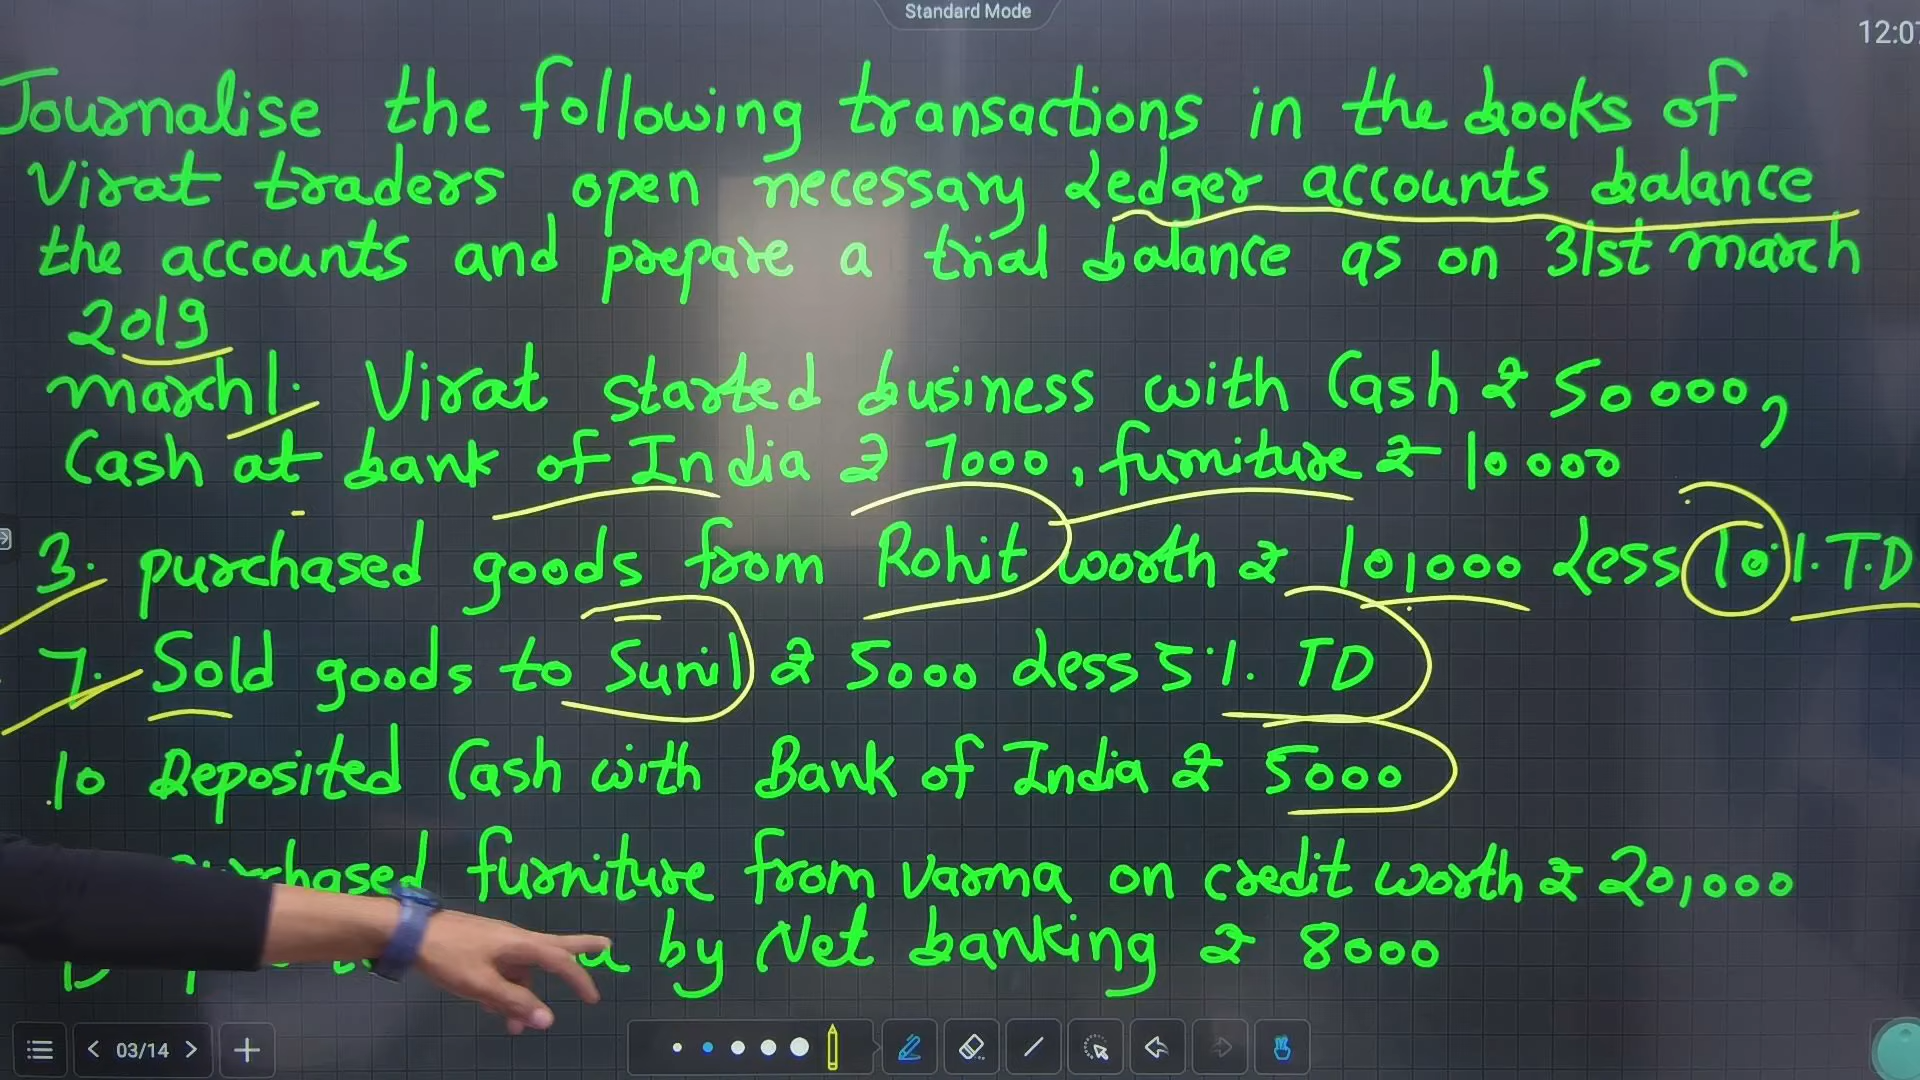 Standard Mode
12:07
Journalise the following transactions in the books of
Virat traders open necessary Ledger accounts balance
the accounts and prepare a trial balance as on 31st march
2019
march 1. Virat started business with Cash ₹ 50000,
Cash at bank of India ₹ 7000, furniture ₹ 10000
3. purchased goods from Rohit worth ₹ 10,000 Less 10% T.D
7. Sold goods to Sunil ₹ 5000 Less 5% TD
10 Deposited Cash with Bank of India ₹ 5000
purchased furniture from varma on credit worth ₹ 20,000
by Net banking ₹ 8000
03/14